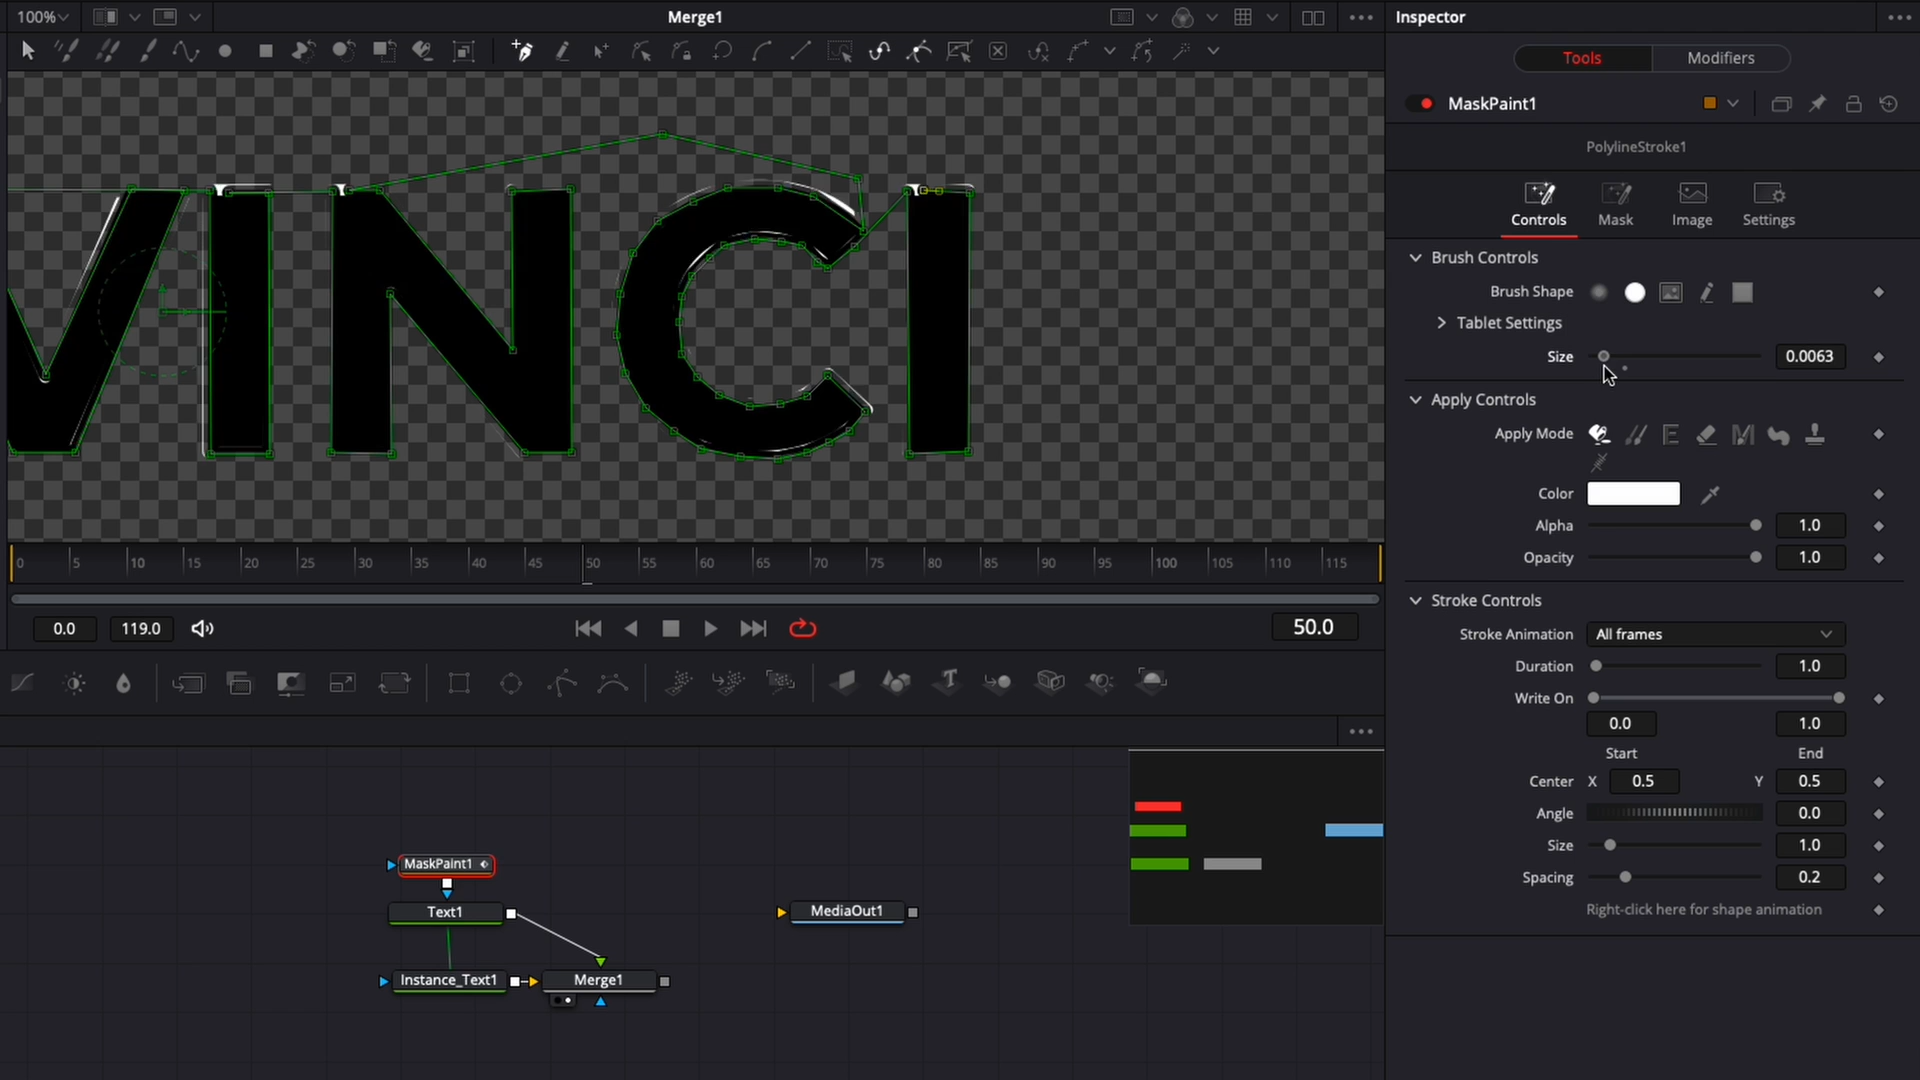 100%
Merge1
Inspector
Tools
Modifiers
MaskPaint1
PolylineStroke1
Controls
Mask
Image
Settings
VINCI
Brush Controls
Brush Shape
Tablet Settings
Size 0.0063
Apply Controls
Apply Mode
Color
Alpha 1.0
Opacity 1.0
0 5 10 15 20 25 30 35 40 45 50 55 60 65 70 75 80 85 90 95 100 105 110 115
0.0 119.0 50.0
Stroke Controls
Stroke Animation All frames
Duration 1.0
Write On
0.0 1.0
Start End
Center X 0.5 Y 0.5
Angle 0.0
Size 1.0
Spacing 0.2
Right-click here for shape animation
MaskPaint1
Text1
MediaOut1
Instance_Text1
Merge1